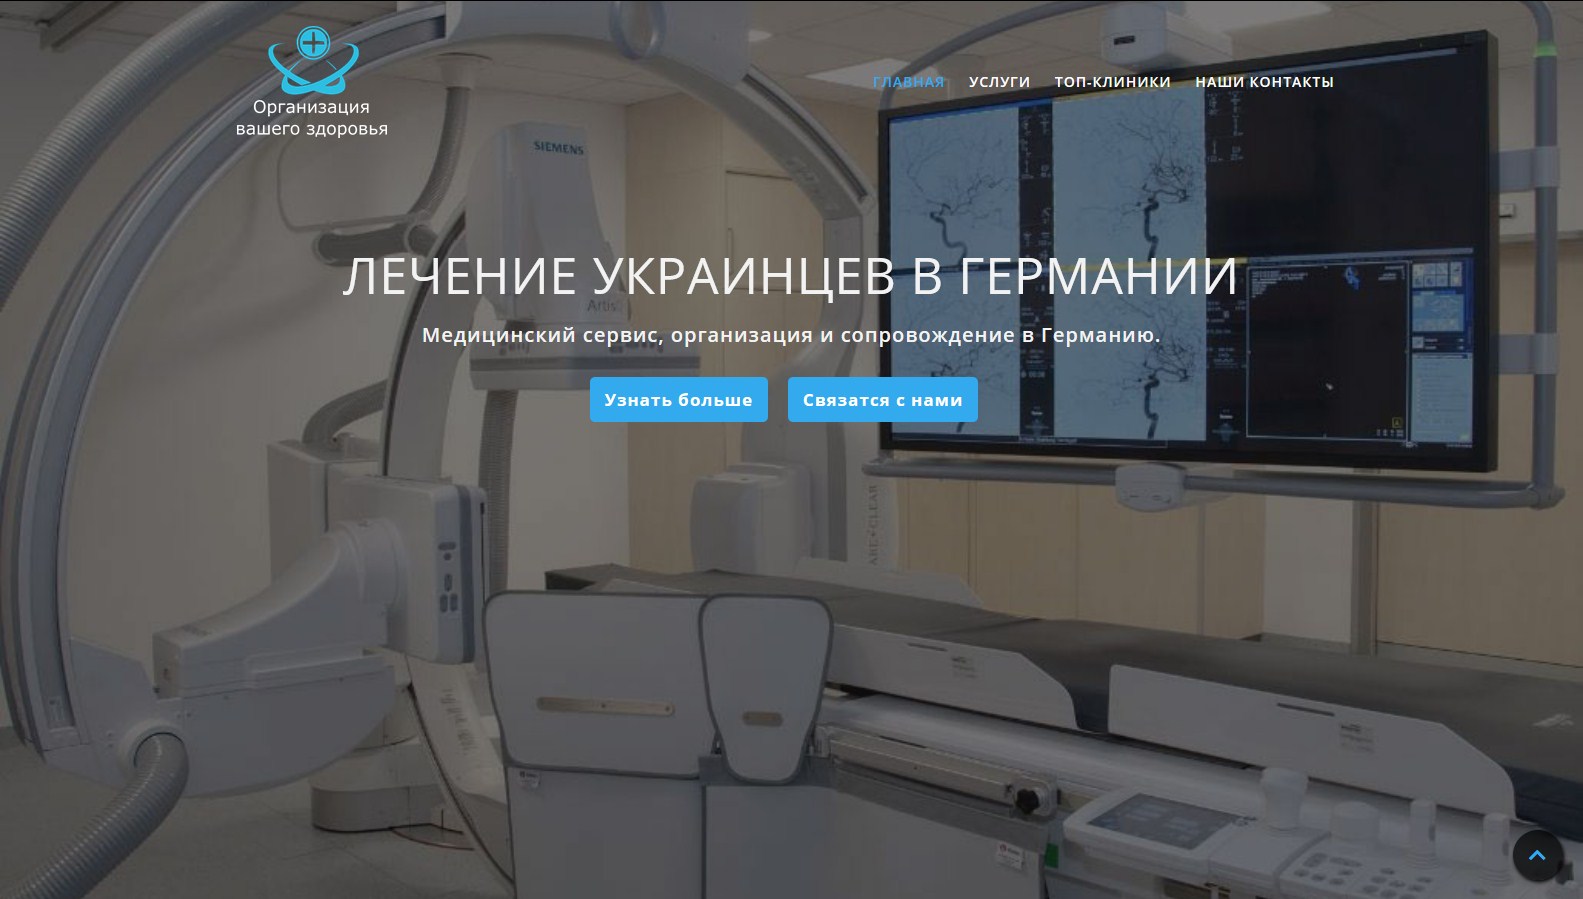 Организация
вашего здоровья
ГЛАВНАЯ УСЛУГИ ТОП-КЛИНИКИ НАШИ КОНТАКТЫ
SIEMENS
ЛЕЧЕНИЕ УКРАИНЦЕВ В ГЕРМАНИИ
Artis
Медицинский сервис, организация и сопровождение в Германию.
Узнать больше Связатся с нами